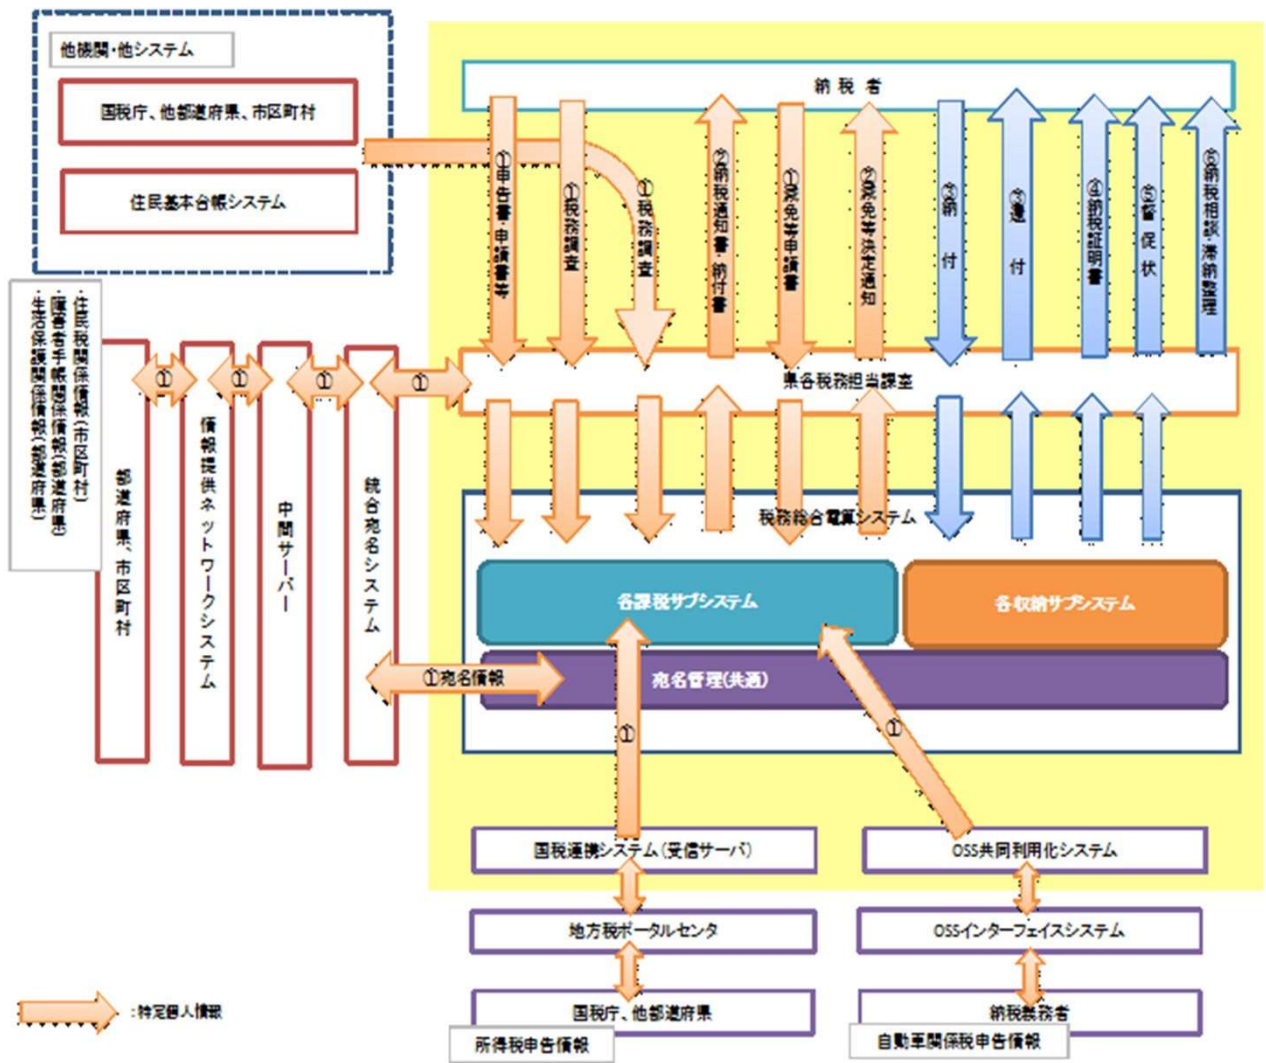 他機関・他システム
国税庁、他都道府県、市区町村
住民基本台帳システム
納税者
①申告書・申請書等
①税務調査
①税務調査
②納税通知書・納付書
①減免等申請書
②減免等決定通知
③納 付
③還 付
④納税証明書
⑤督促状
⑥納税相談・滞納整理
県各税務担当課室
・住民税関係情報(市区町村)
・障害者手帳関係情報(都道府県)
・生活保護関係情報(都道府県)
①
①
①
①
都道府県、市区町村
情報提供ネットワークシステム
中間サーバー
統合宛名システム
税務総合電算システム
各課税サブシステム
各収納サブシステム
①宛名情報
宛名管理(共通)
①
①
国税連携システム(受信サーバ)
OSS共同利用化システム
地方税ポータルセンタ
OSSインターフェイスシステム
国税庁、他都道府県
納税義務者
所得税申告情報
自動車関係税申告情報
:特定個人情報